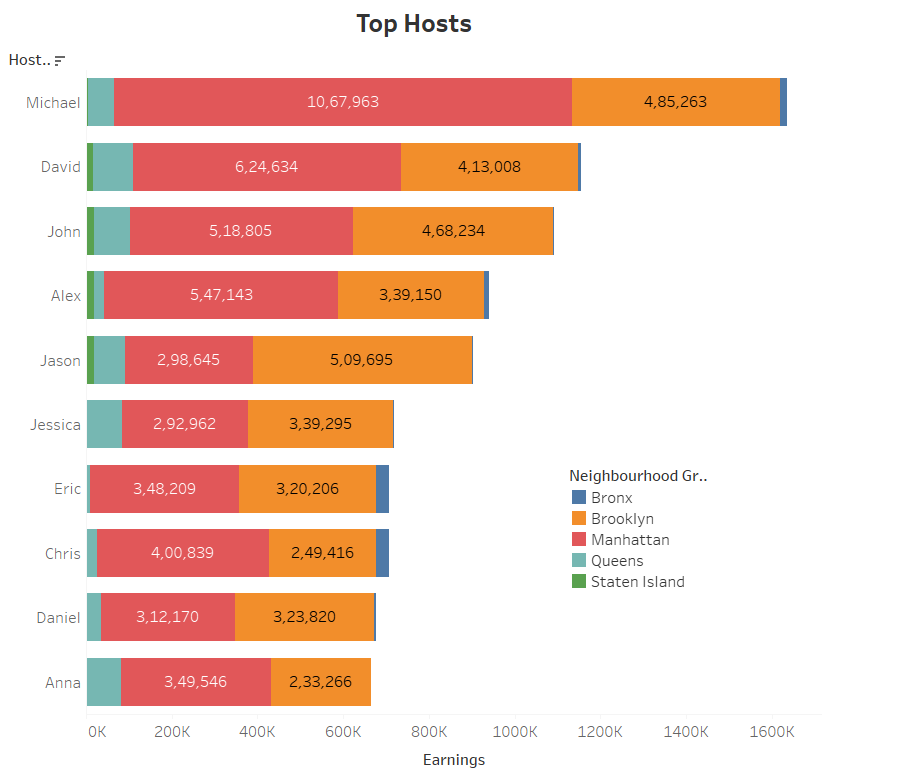 Top Hosts
Host..
Michael 10,67,963 4,85,263
David 6,24,634 4,13,008
John 5,18,805 4,68,234
Alex 5,47,143 3,39,150
Jason 2,98,645 5,09,695
Jessica 2,92,962 3,39,295
Eric 3,48,209 3,20,206
Chris 4,00,839 2,49,416
Daniel 3,12,170 3,23,820
Anna 3,49,546 2,33,266
Neighbourhood Gr..
Bronx
Brooklyn
Manhattan
Queens
Staten Island
0K 200K 400K 600K 800K 1000K 1200K 1400K 1600K
Earnings